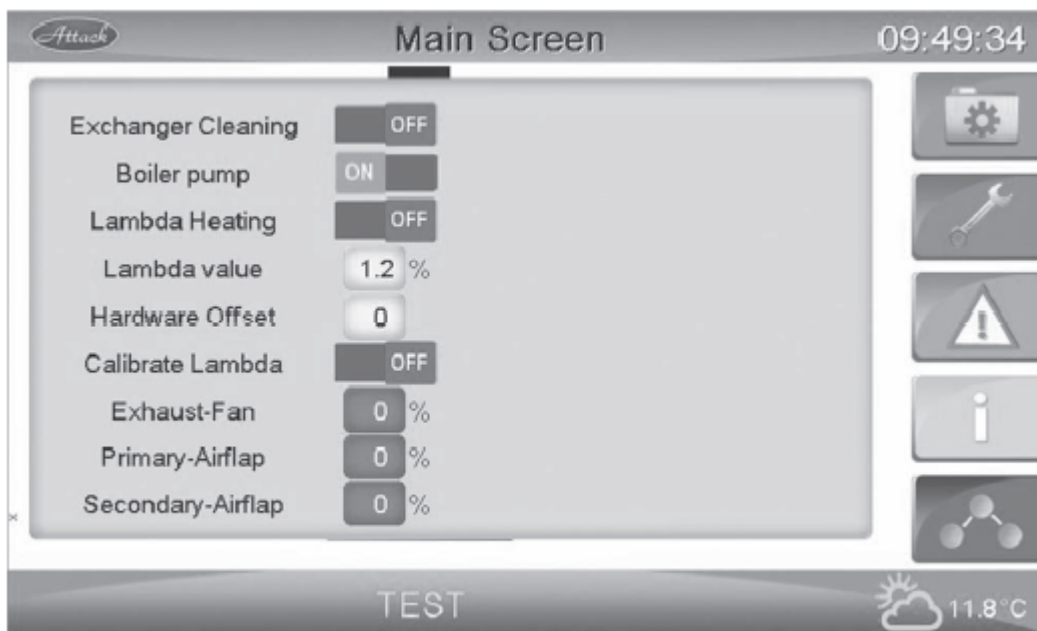 Attack
Main Screen
09:49:34
Exchanger Cleaning OFF
Boiler pump ON
Lambda Heating OFF
Lambda value 1.2 %
Hardware Offset 0
Calibrate Lambda OFF
Exhaust-Fan 0 %
Primary-Airflap 0 %
Secondary-Airflap 0 %
x
TEST
11.8°C